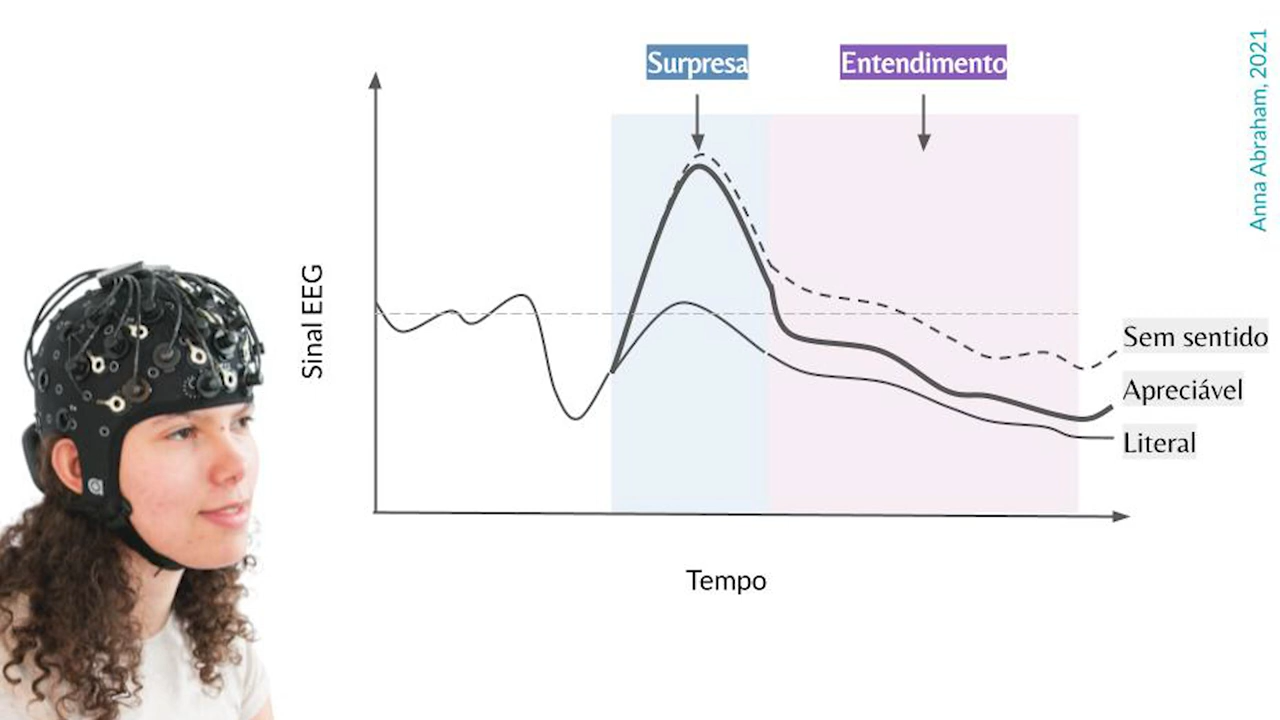 Surpresa
Entendimento
Anna Abraham, 2021
Sinal EEG
Sem sentido
Apreciável
Literal
Tempo